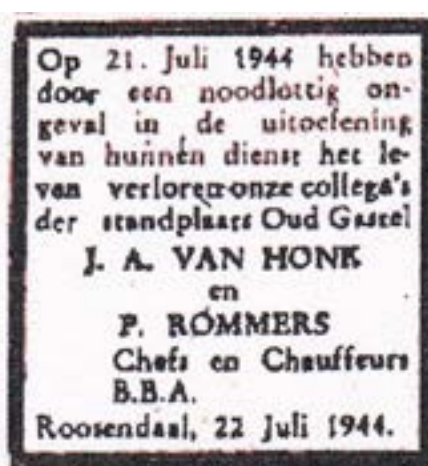 Op 21. Juli 1944 hebben
door een noodlottig on-
geval in de uitoefening
van hunnen dienst het le-
ven verloren onze collega's
der standplaats Oud Gastel
J. A. VAN HONK
en
P. ROMMERS
Chefs en Chauffeurs
B.B.A.
Roosendaal, 22 Juli 1944.